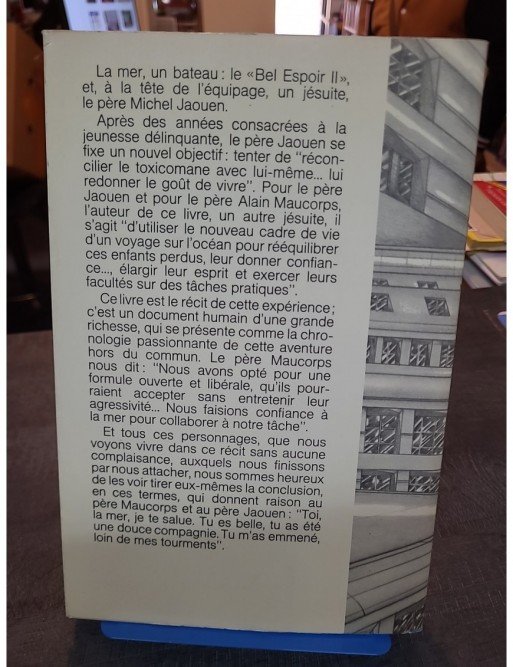 La mer, un bateau : le «Bel Espoir II»,
et, à la tête de l'équipage, un jésuite,
le père Michel Jaouen.
Après des années consacrées à la
jeunesse délinquante, le père Jaouen se
fixe un nouvel objectif : tenter de "récon-
cilier le toxicomane avec lui-même... lui
redonner le goût de vivre". Pour le père
Jaouen et pour le père Alain Maucorps,
l'auteur de ce livre, un autre jésuite, il
s'agit "d'utiliser le nouveau cadre de vie
d'un voyage sur l'océan pour rééquilibrer
ces enfants perdus, leur donner confian-
ce..., élargir leur esprit et exercer leurs
facultés sur des tâches pratiques".
Ce livre est le récit de cette expérience ;
c'est un document humain d'une grande
richesse, qui se présente comme la chro-
nologie passionnante de cette aventure
hors du commun. Le père Maucorps
nous dit : "Nous avons opté pour une
formule ouverte et libérale, qu'ils pour-
raient accepter sans entretenir leur
agressivité... Nous faisions confiance à
la mer pour collaborer à notre tâche".
Et tous ces personnages, que nous
voyons vivre dans ce récit sans aucune
complaisance, auxquels nous finissons
par nous attacher, nous sommes heureux
de les voir tirer eux-mêmes la conclusion,
en ces termes, qui donnent raison au
père Maucorps et au père Jaouen : "Toi,
la mer, je te salue. Tu es belle, tu as été
une douce compagnie. Tu m'as emmené,
loin de mes tourments".